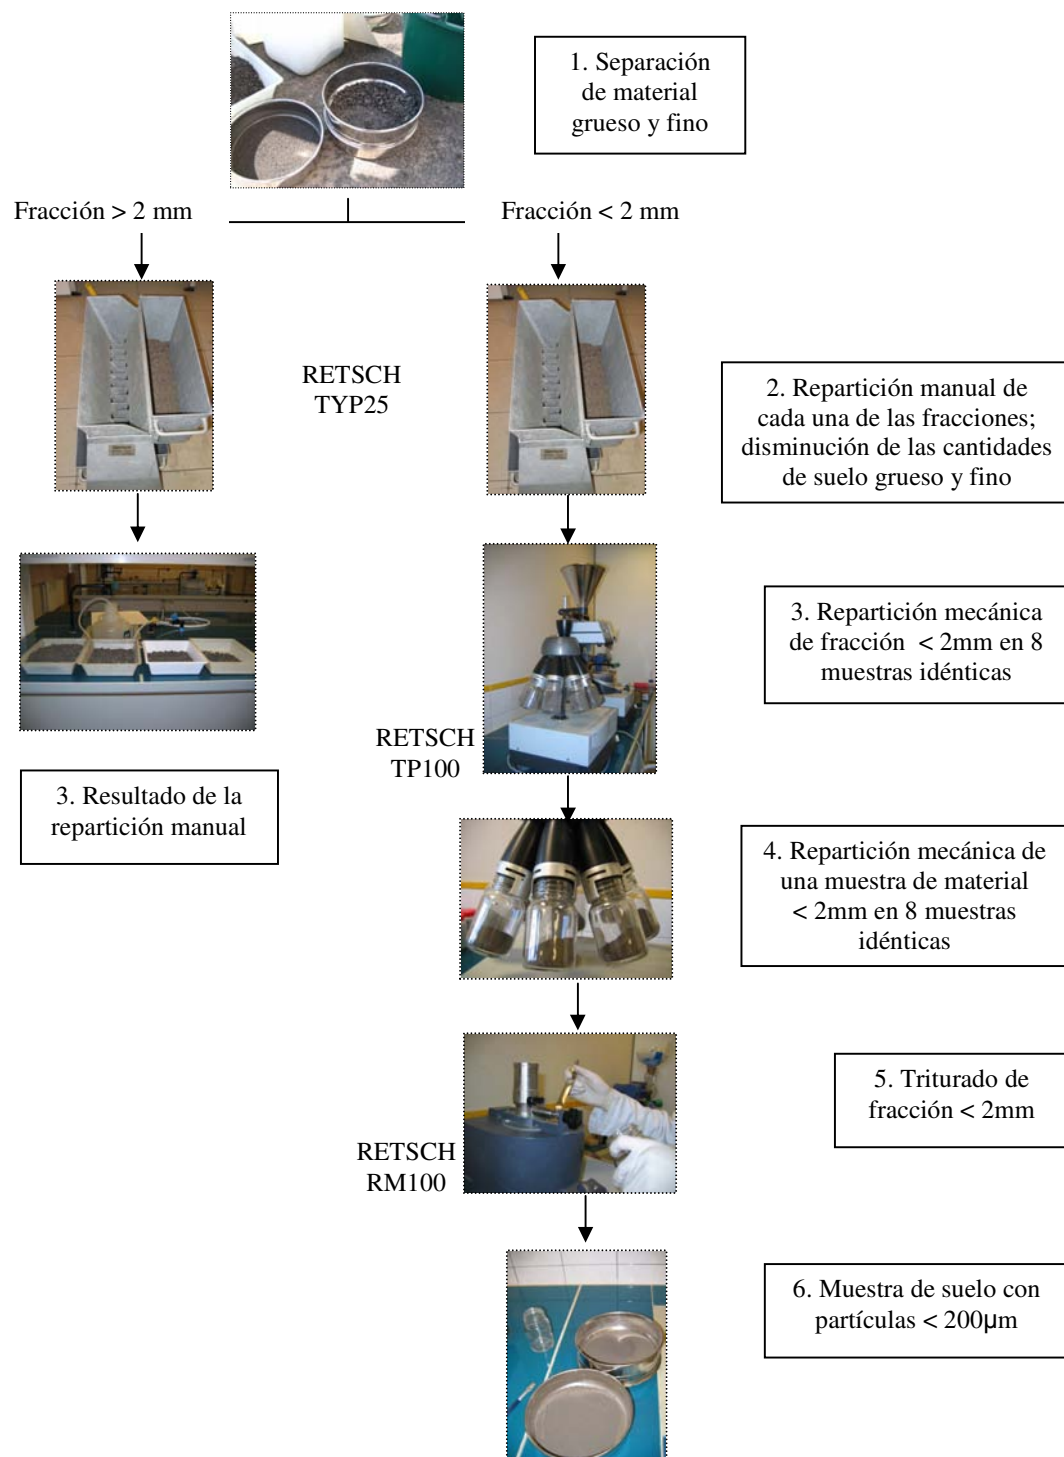 1. Separación
de material
grueso y fino
Fracción > 2 mm
Fracción < 2 mm
RETSCH
TYP25
2. Repartición manual de
cada una de las fracciones;
disminución de las cantidades
de suelo grueso y fino
3. Repartición mecánica
de fracción < 2mm en 8
muestras idénticas
RETSCH
TP100
3. Resultado de la
repartición manual
4. Repartición mecánica de
una muestra de material
< 2mm en 8 muestras
idénticas
5. Triturado de
fracción < 2mm
RETSCH
RM100
6. Muestra de suelo con
partículas < 200µm